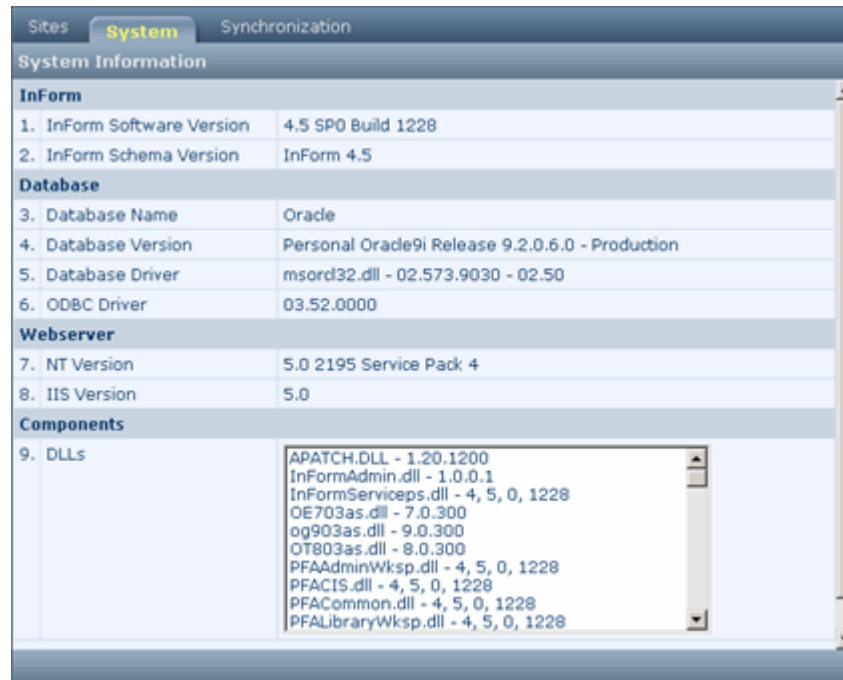 Sites System Synchronization
System Information
InForm
1. InForm Software Version 4.5 SP0 Build 1228
2. InForm Schema Version InForm 4.5
Database
3. Database Name Oracle
4. Database Version Personal Oracle9i Release 9.2.0.6.0 - Production
5. Database Driver msorcl32.dll - 02.573.9030 - 02.50
6. ODBC Driver 03.52.0000
Webserver
7. NT Version 5.0 2195 Service Pack 4
8. IIS Version 5.0
Components
9. DLLs APATCH.DLL - 1.20.1200
InFormAdmin.dll - 1.0.0.1
InFormServiceps.dll - 4, 5, 0, 1228
OE703as.dll - 7.0.300
og903as.dll - 9.0.300
OT803as.dll - 8.0.300
PFAAdminWksp.dll - 4, 5, 0, 1228
PFACIS.dll - 4, 5, 0, 1228
PFACommon.dll - 4, 5, 0, 1228
PFALibraryWksp.dll - 4, 5, 0, 1228